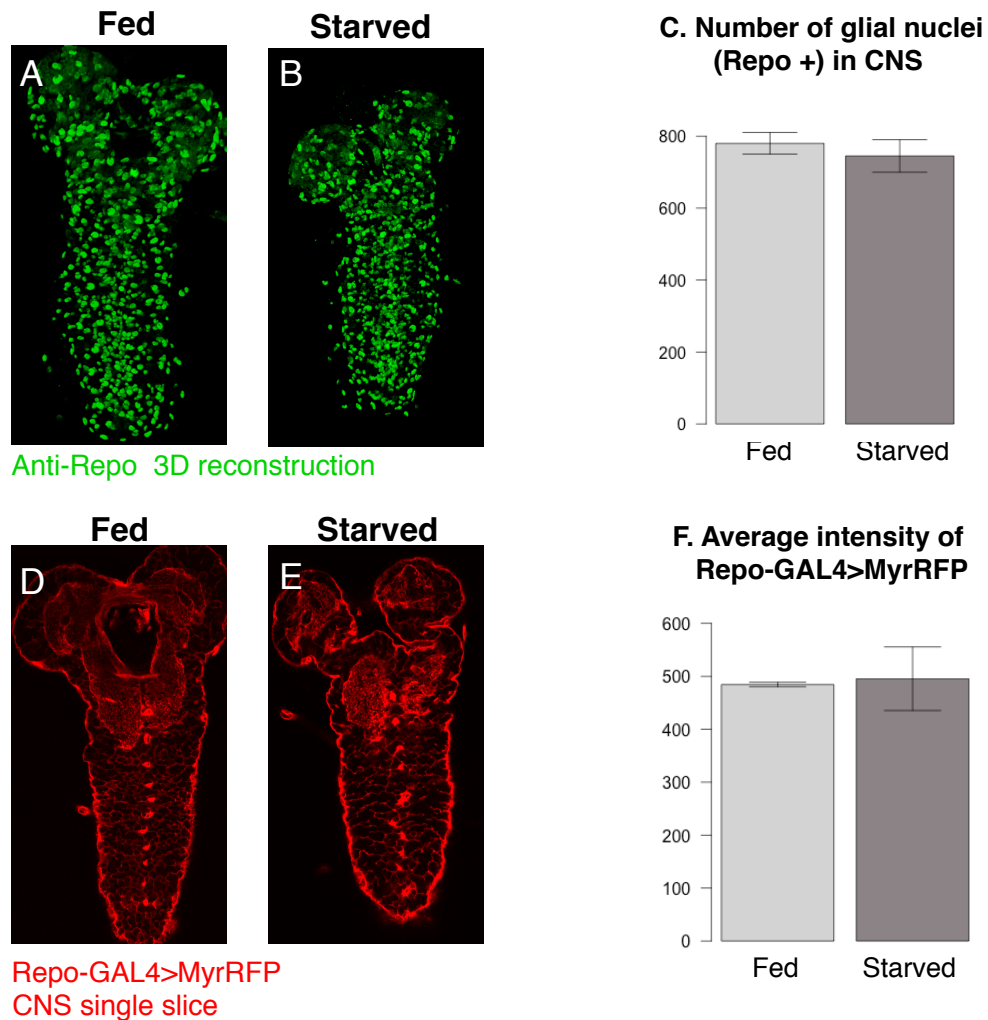 Fed
Starved
A
B
Anti-Repo 3D reconstruction
C. Number of glial nuclei
(Repo +) in CNS
800
600
400
200
0
Fed
Starved
Fed
Starved
D
E
Repo-GAL4>MyrRFP
CNS single slice
F. Average intensity of
Repo-GAL4>MyrRFP
600
500
400
300
200
100
0
Fed
Starved